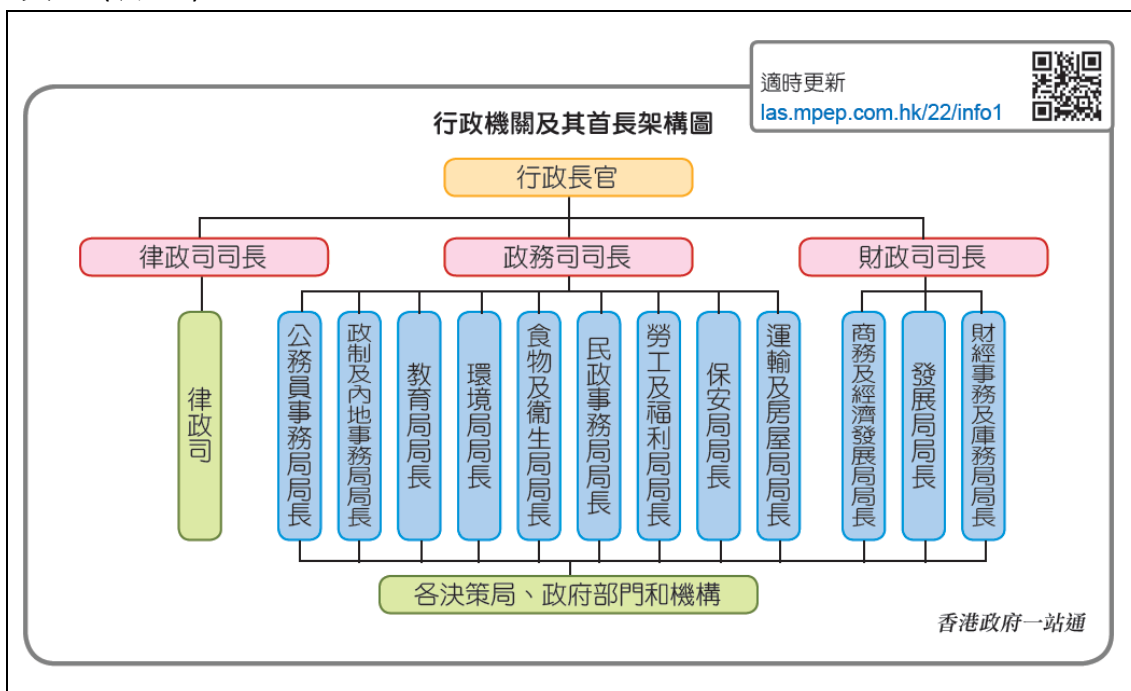 適時更新
las.mpep.com.hk/22/info1
行政機關及其首長架構圖
行政長官
律政司司長
政務司司長
財政司司長
律政司
公務員事務局局長
政制及內地事務局局長
教育局局長
環境局局長
食物及衞生局局長
民政事務局局長
勞工及福利局局長
保安局局長
運輸及房屋局局長
商務及經濟發展局局長
發展局局長
財經事務及庫務局局長
各決策局、政府部門和機構
香港政府一站通